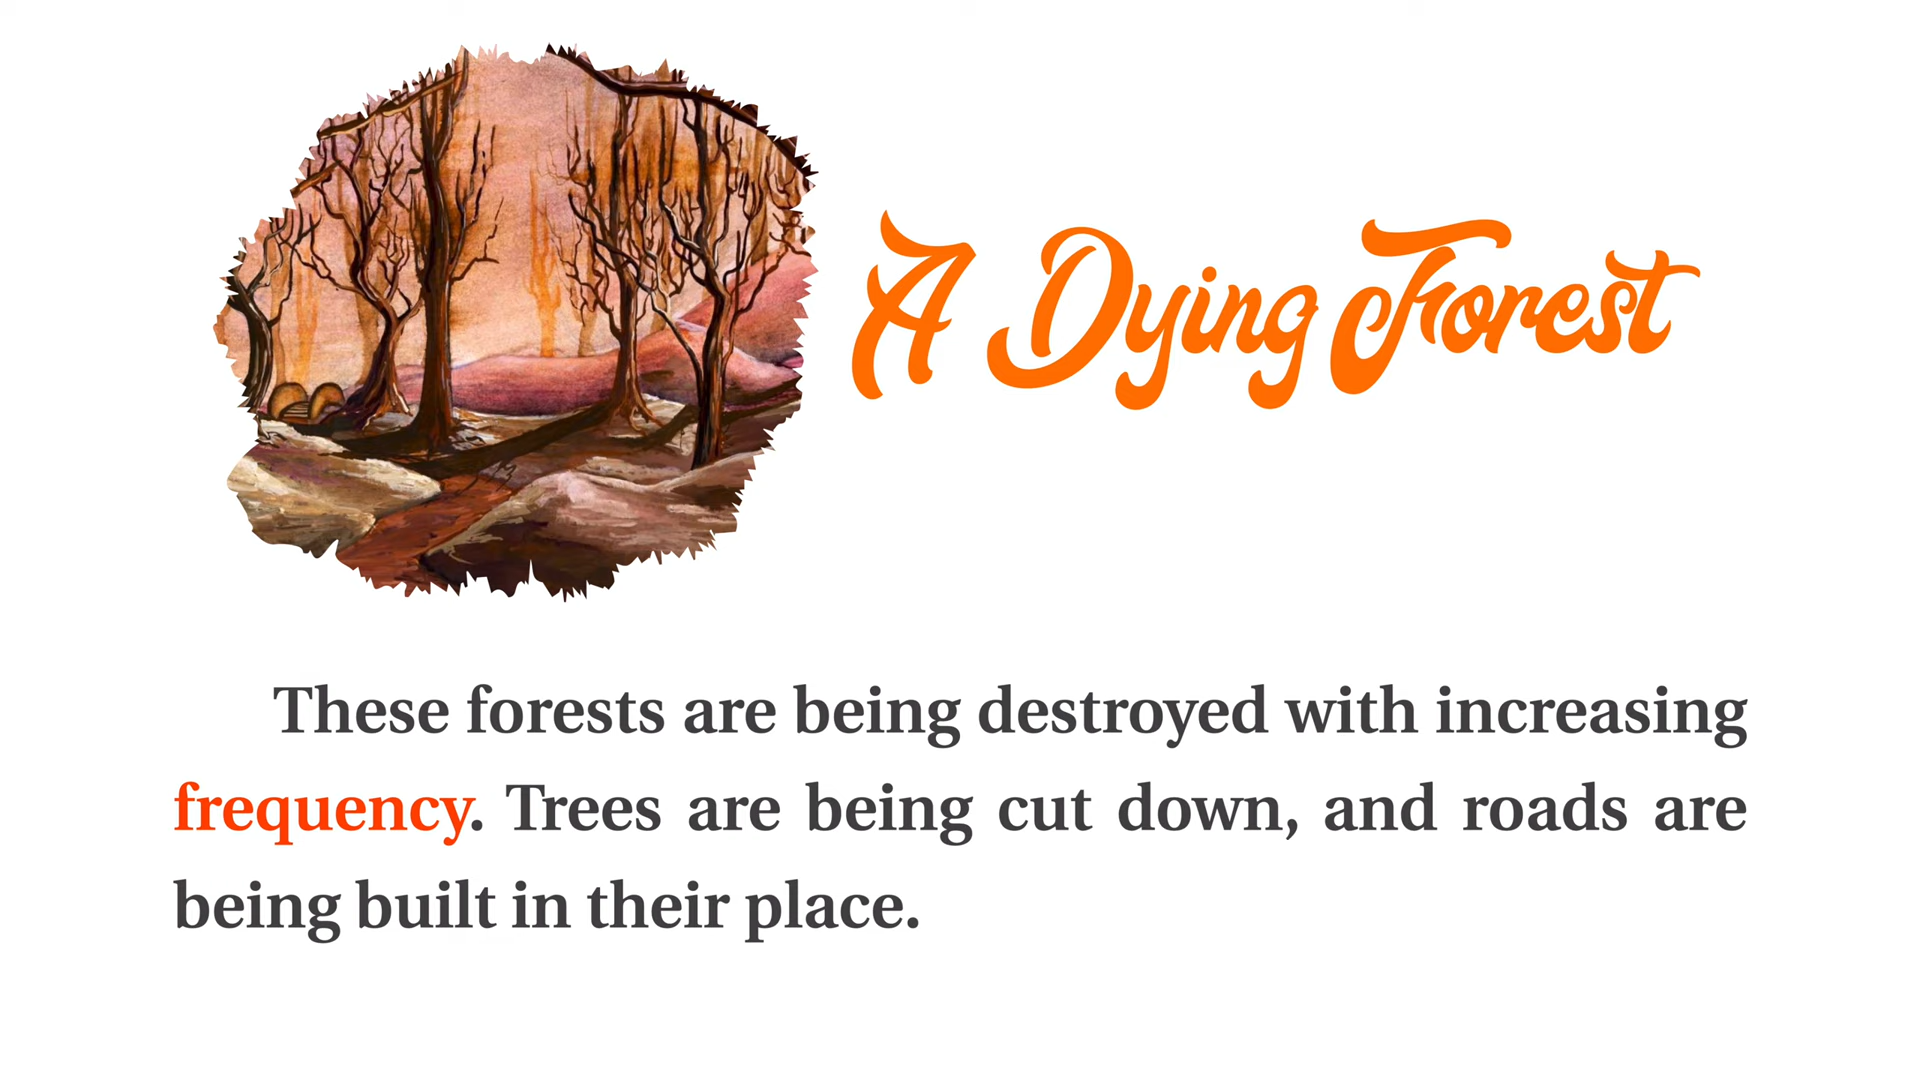 A Dying Forest
These forests are being destroyed with increasing
frequency. Trees are being cut down, and roads are
being built in their place.